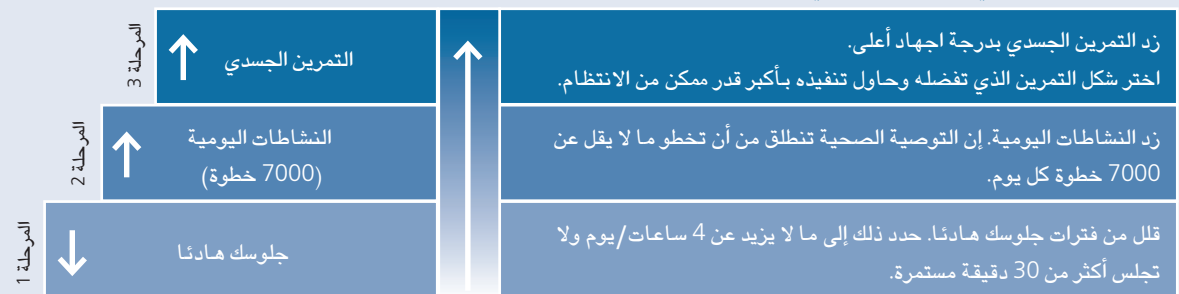 زد التمرين الجسدي بدرجة اجهاد أعلى.
اختر شكل التمرين الذي تفضله وحاول تنفيذه بأكبر قدر ممكن من الانتظام.
التمرين الجسدي
المرحلة 3
زد النشاطات اليومية. إن التوصية الصحية تنطلق من أن تخطو ما لا يقل عن
7000 خطوة كل يوم.
النشاطات اليومية
(7000 خطوة)
المرحلة 2
قلل من فترات جلوسك هادئا. حدد ذلك إلى ما لا يزيد عن 4 ساعات/يوم ولا
تجلس أكثر من 30 دقيقة مستمرة.
جلوسك هادئا
المرحلة 1